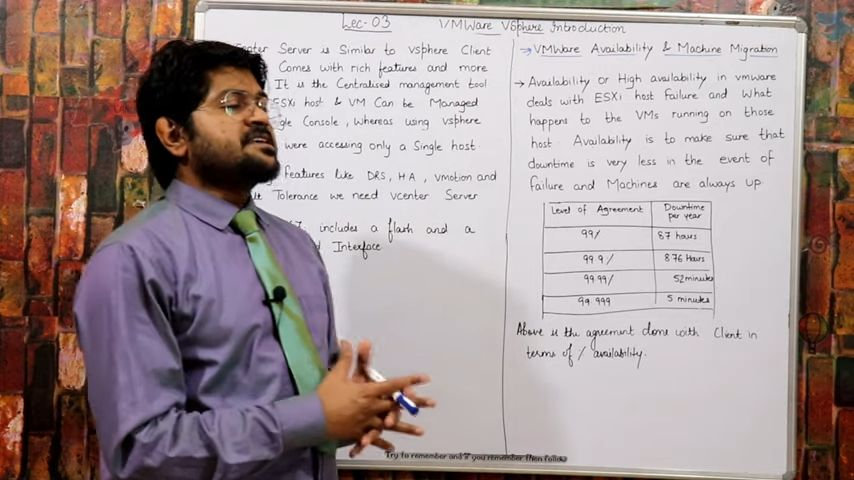 Lec-03 VMWare VSphere Introduction
Center Server is Similar to vsphere Client
Comes with rich features and more
It is the Centralised management tool
ESXi host & VM Can be Managed
Console, Whereas using vsphere
were accessing only a Single host
features like DRS, HA, vmotion and
Tolerance we need vcenter Server
includes a flash and a
Interface
→ VMWare Availability & Machine Migration
→ Availability or High availability in vmware
deals with ESXi host failure and What
happens to the VMs running on those
host. Availability is to make sure that
downtime is very less in the event of
failure and Machines are always up.
Level of Agreement Downtime
per year
99/ 87 hours
99.9/ 876 Hours
99.99/ 52 minutes
99.999 5 minutes
Above is the agreement done with Client in
terms of / availability.
Try to remember and if you remember then follow